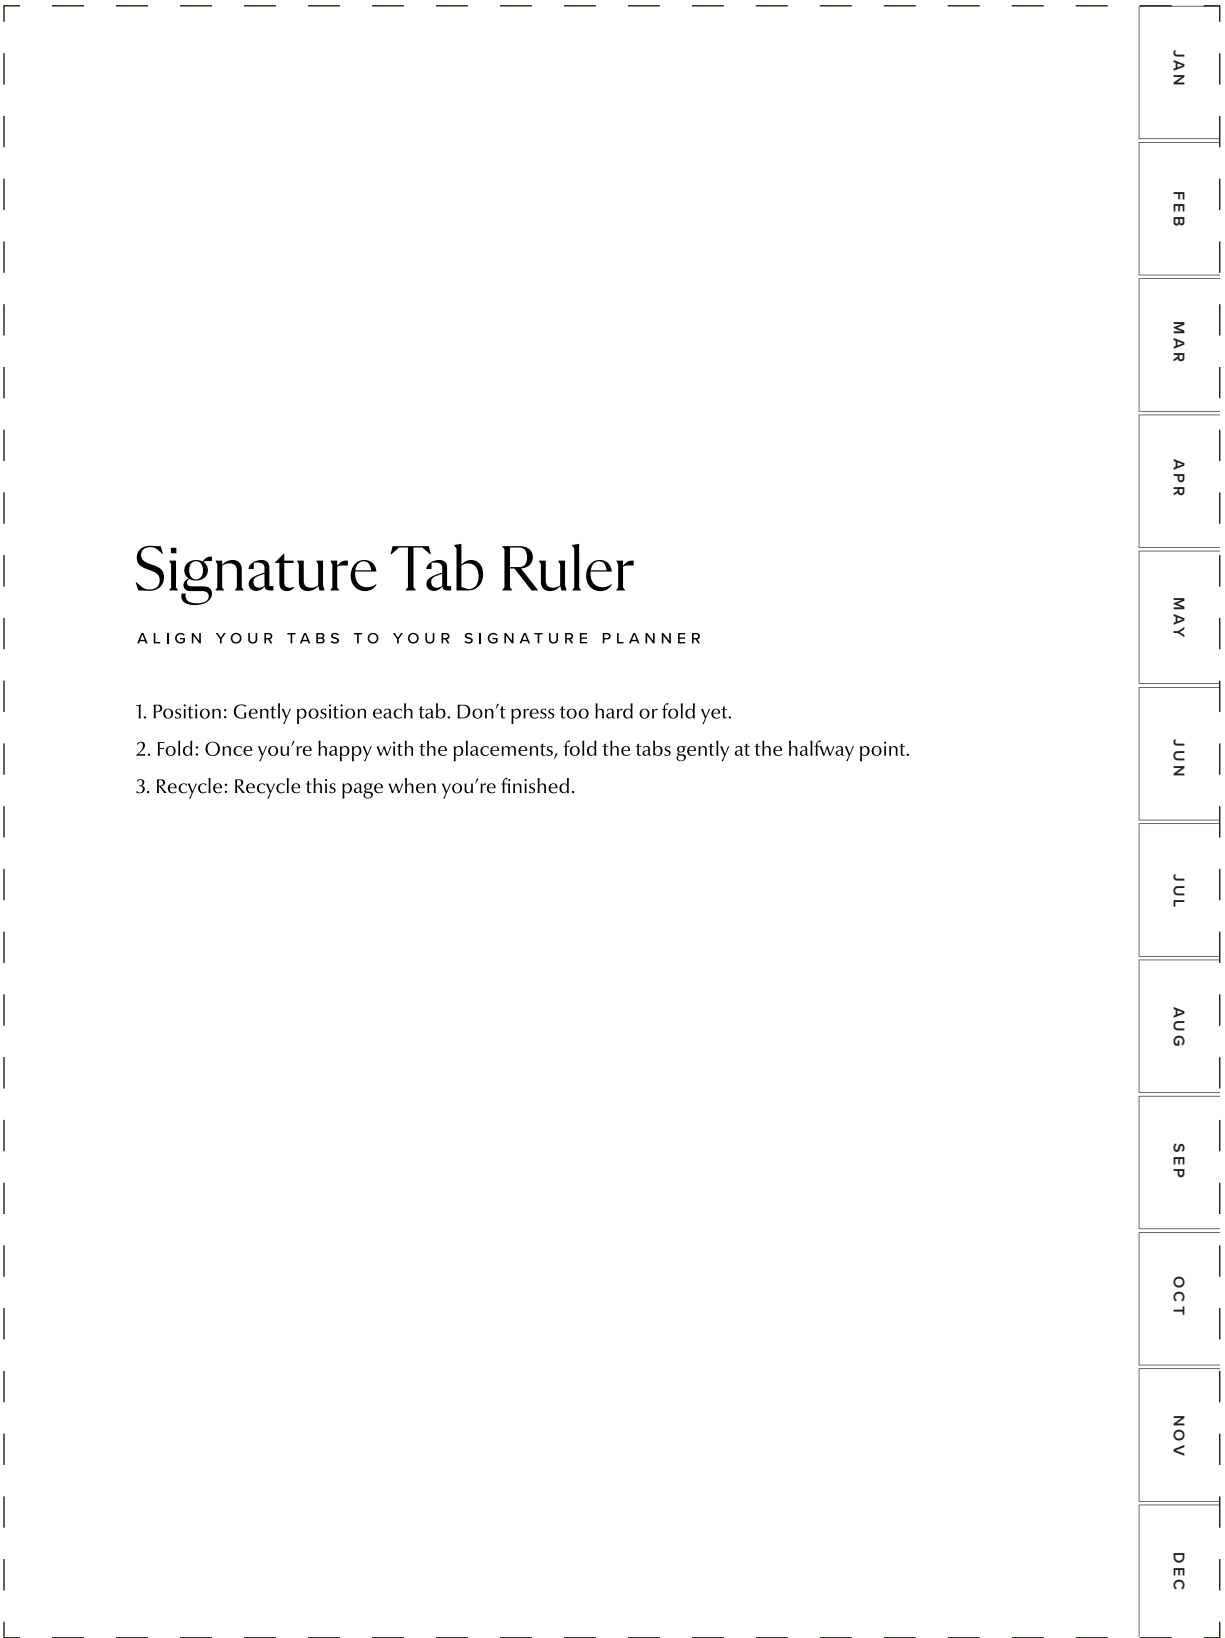 Signature Tab Ruler
ALIGN YOUR TABS TO YOUR SIGNATURE PLANNER
1. Position: Gently position each tab. Don’t press too hard or fold yet.
2. Fold: Once you’re happy with the placements, fold the tabs gently at the halfway point.
3. Recycle: Recycle this page when you’re finished.
JAN
FEB
MAR
APR
MAY
JUN
JUL
AUG
SEP
OCT
NOV
DEC